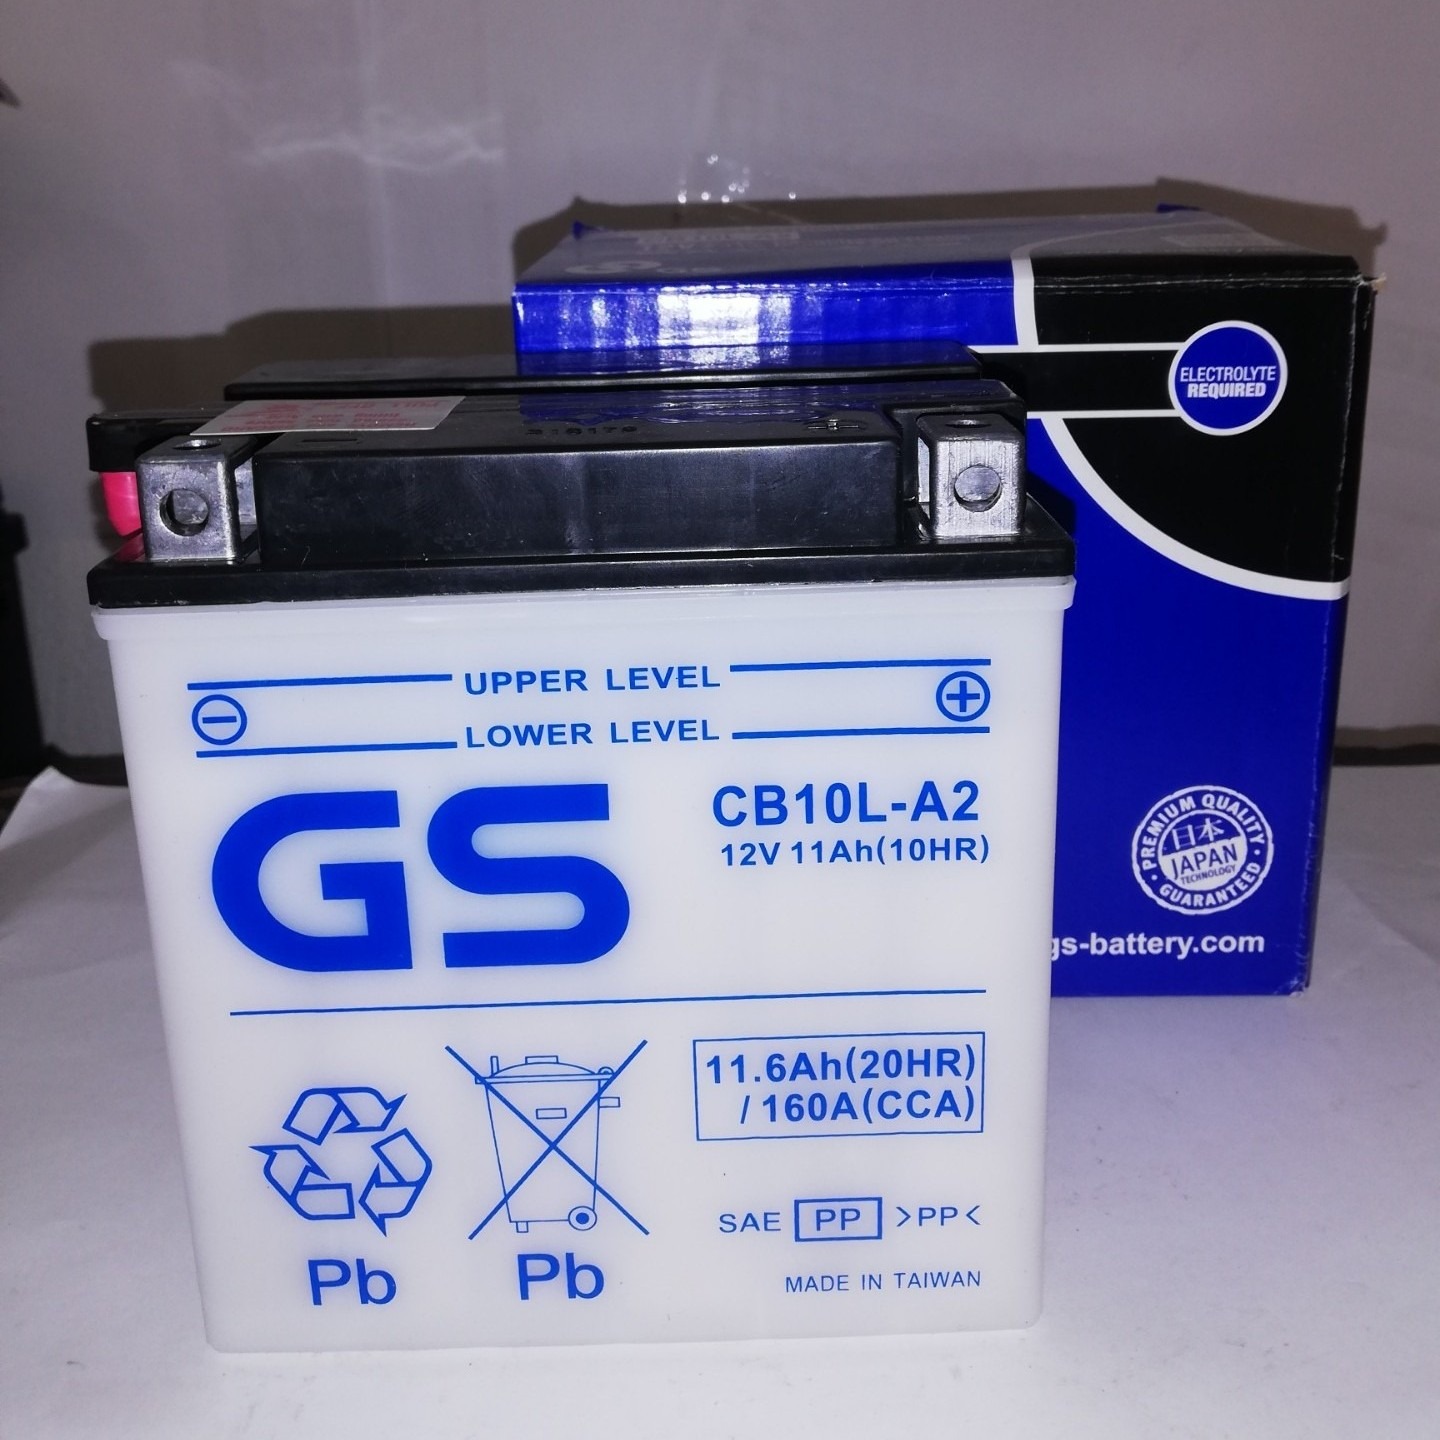 ELECTROLYTE
REQUIRED
UPPER LEVEL
LOWER LEVEL
GS
CB10L-A2
12V 11Ah(10HR)
PREMIUM QUALITY
日本
JAPAN
TECHNOLOGY
GUARANTEED
gs-battery.com
11.6Ah(20HR)
/ 160A(CCA)
SAE PP >PP<
Pb
Pb
MADE IN TAIWAN